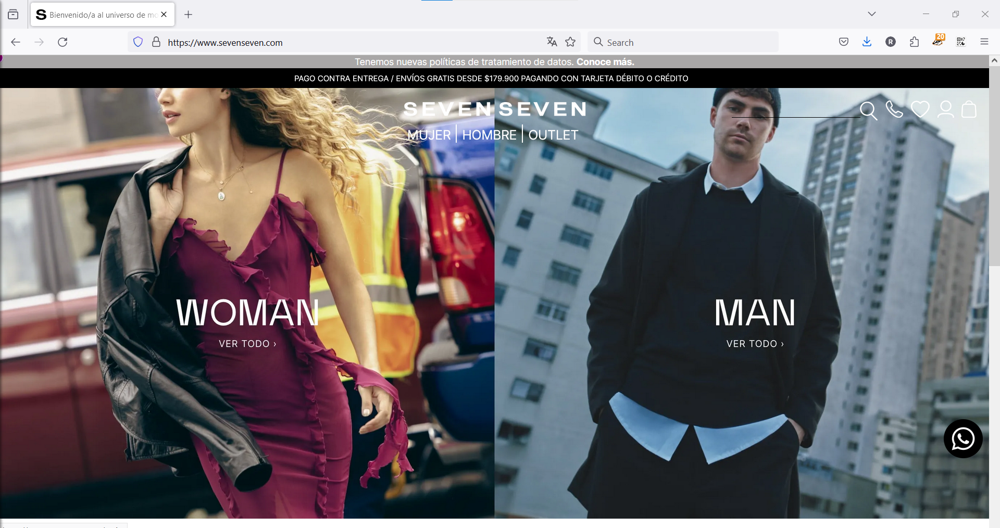 Bienvenido/a al universo de mo
https://www.sevenseven.com
Search
20
Tenemos nuevas políticas de tratamiento de datos. Conoce más.
PAGO CONTRA ENTREGA / ENVÍOS GRATIS DESDE $179.900 PAGANDO CON TARJETA DÉBITO O CRÉDITO
SEVEN SEVEN
MUJER | HOMBRE | OUTLET
WOMAN
VER TODO ›
MAN
VER TODO ›